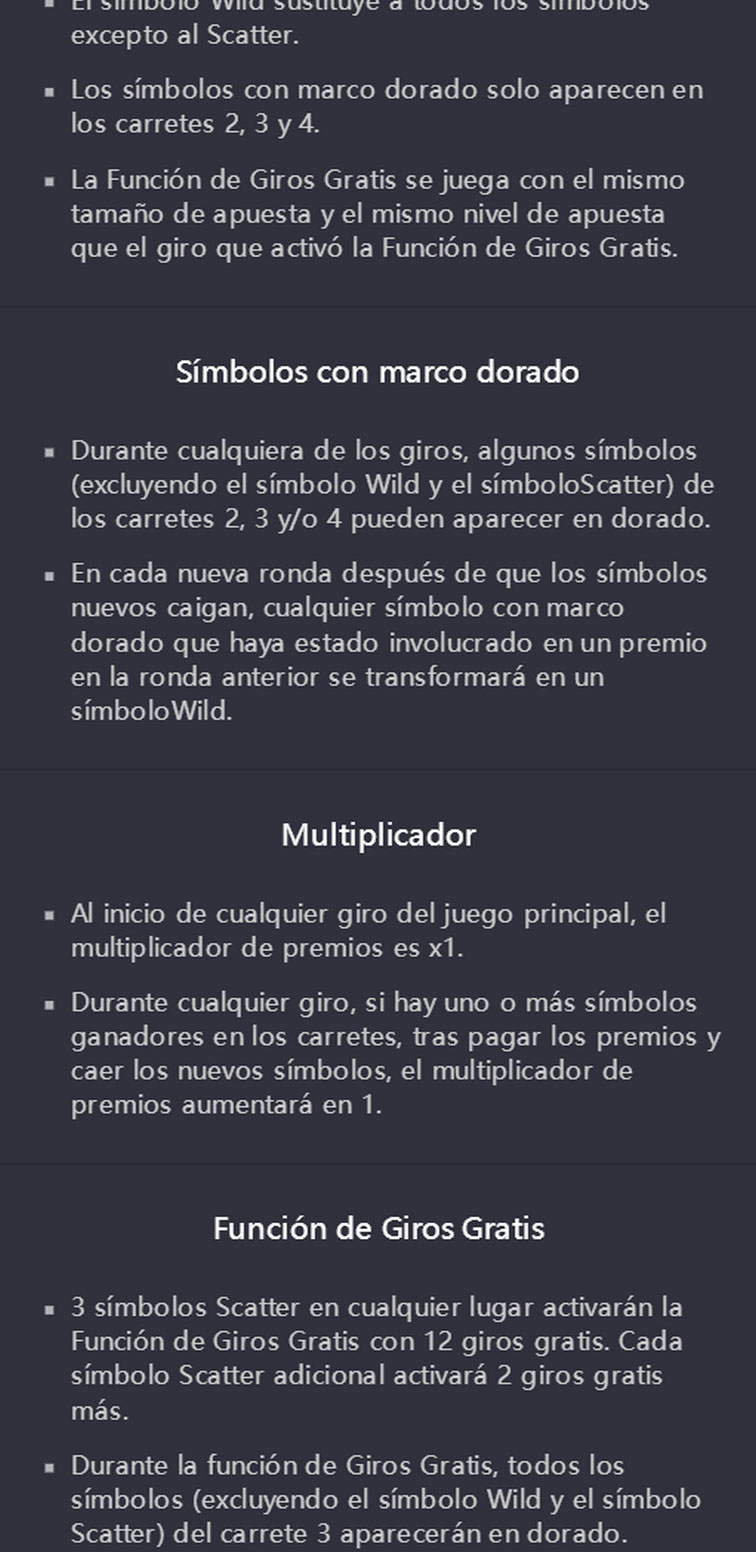 El símbolo Wild sustituye a todos los símbolos
excepto al Scatter.
Los símbolos con marco dorado solo aparecen en
los carretes 2, 3 y 4.
La Función de Giros Gratis se juega con el mismo
tamaño de apuesta y el mismo nivel de apuesta
que el giro que activó la Función de Giros Gratis.
Símbolos con marco dorado
Durante cualquiera de los giros, algunos símbolos
(excluyendo el símbolo Wild y el símboloScatter) de
los carretes 2, 3 y/o 4 pueden aparecer en dorado.
En cada nueva ronda después de que los símbolos
nuevos caigan, cualquier símbolo con marco
dorado que haya estado involucrado en un premio
en la ronda anterior se transformará en un
símboloWild.
Multiplicador
Al inicio de cualquier giro del juego principal, el
multiplicador de premios es x1.
Durante cualquier giro, si hay uno o más símbolos
ganadores en los carretes, tras pagar los premios y
caer los nuevos símbolos, el multiplicador de
premios aumentará en 1.
Función de Giros Gratis
3 símbolos Scatter en cualquier lugar activarán la
Función de Giros Gratis con 12 giros gratis. Cada
símbolo Scatter adicional activará 2 giros gratis
más.
Durante la función de Giros Gratis, todos los
símbolos (excluyendo el símbolo Wild y el símbolo
Scatter) del carrete 3 aparecerán en dorado.